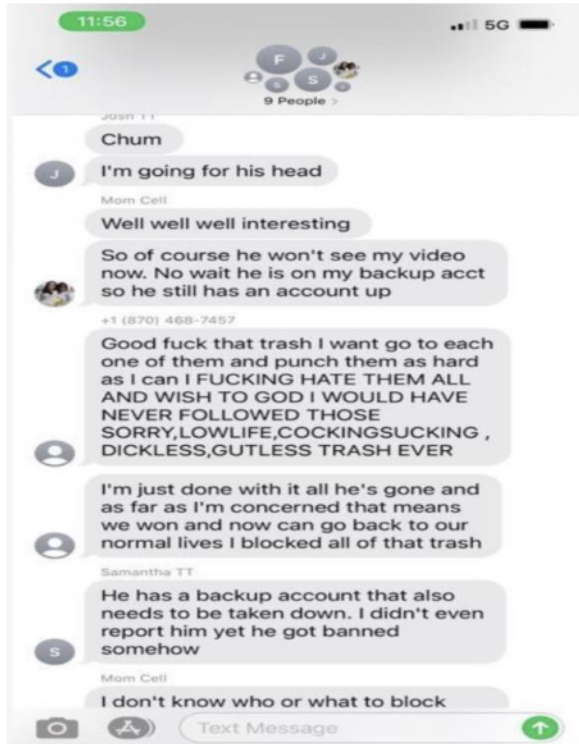 11:56
5G
1
F
J
S
S
J
9 People >
Josh TT
Chum
J
I'm going for his head
Mom Cell
Well well well interesting
So of course he won't see my video
now. No wait he is on my backup acct
so he still has an account up
+1 (870) 468-7457
Good fuck that trash I want go to each
one of them and punch them as hard
as I can I FUCKING HATE THEM ALL
AND WISH TO GOD I WOULD HAVE
NEVER FOLLOWED THOSE
SORRY,LOWLIFE,COCKINGSUCKING ,
DICKLESS,GUTLESS TRASH EVER
I'm just done with it all he's gone and
as far as I'm concerned that means
we won and now can go back to our
normal lives I blocked all of that trash
Samantha TT
He has a backup account that also
needs to be taken down. I didn't even
report him yet he got banned
somehow
S
Mom Cell
I don't know who or what to block
Text Message